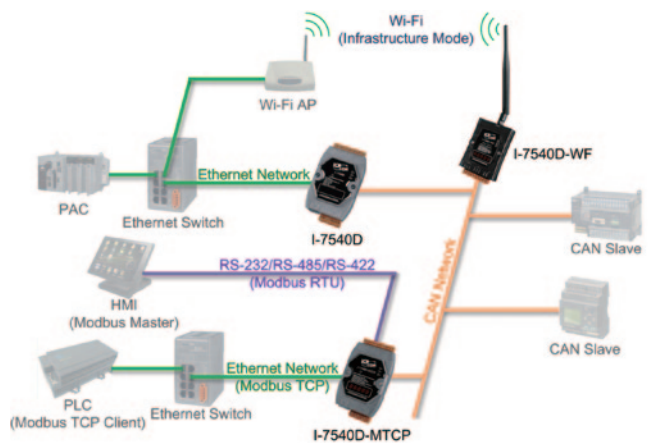 Wi-Fi
(Infrastructure Mode)
Wi-Fi AP
I-7540D-WF
Ethernet Network
PAC
Ethernet Switch
I-7540D
CAN Slave
RS-232/RS-485/RS-422
(Modbus RTU)
CAN Network
HMI
(Modbus Master)
CAN Slave
Ethernet Network
(Modbus TCP)
PLC
(Modbus TCP Client)
Ethernet Switch
I-7540D-MTCP